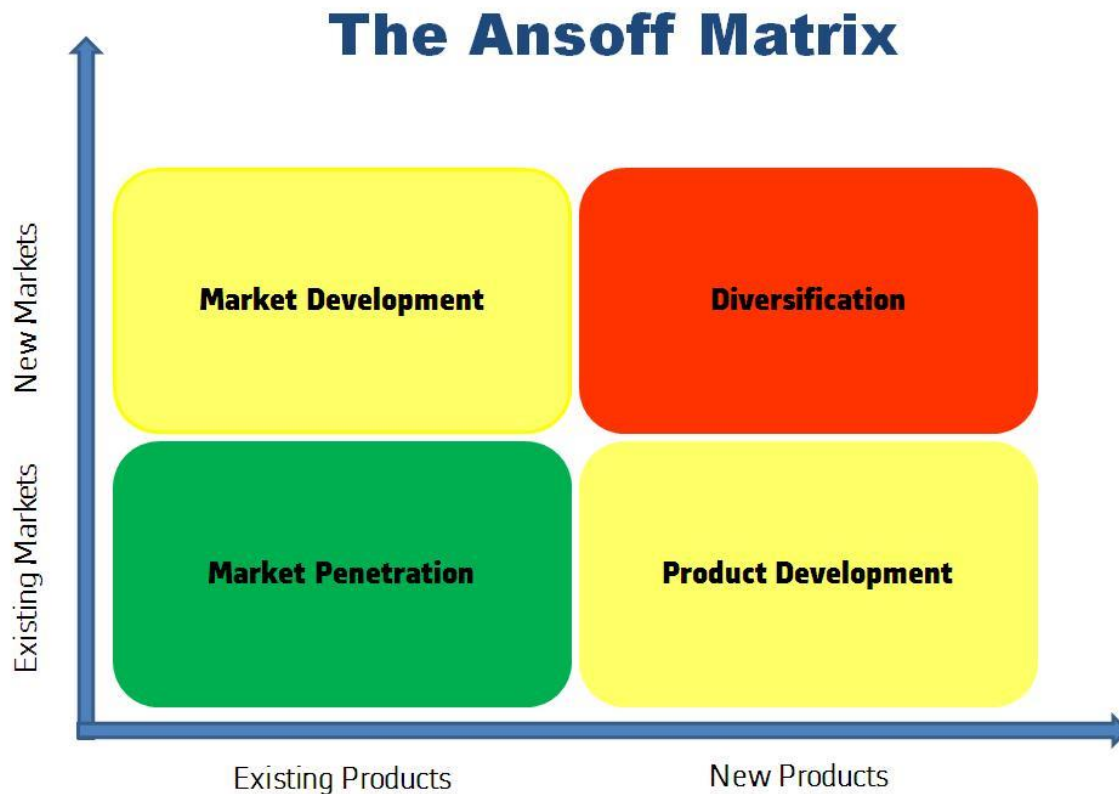 The Ansoff Matrix
New Markets
Market Development
Diversification
Existing Markets
Market Penetration
Product Development
Existing Products
New Products